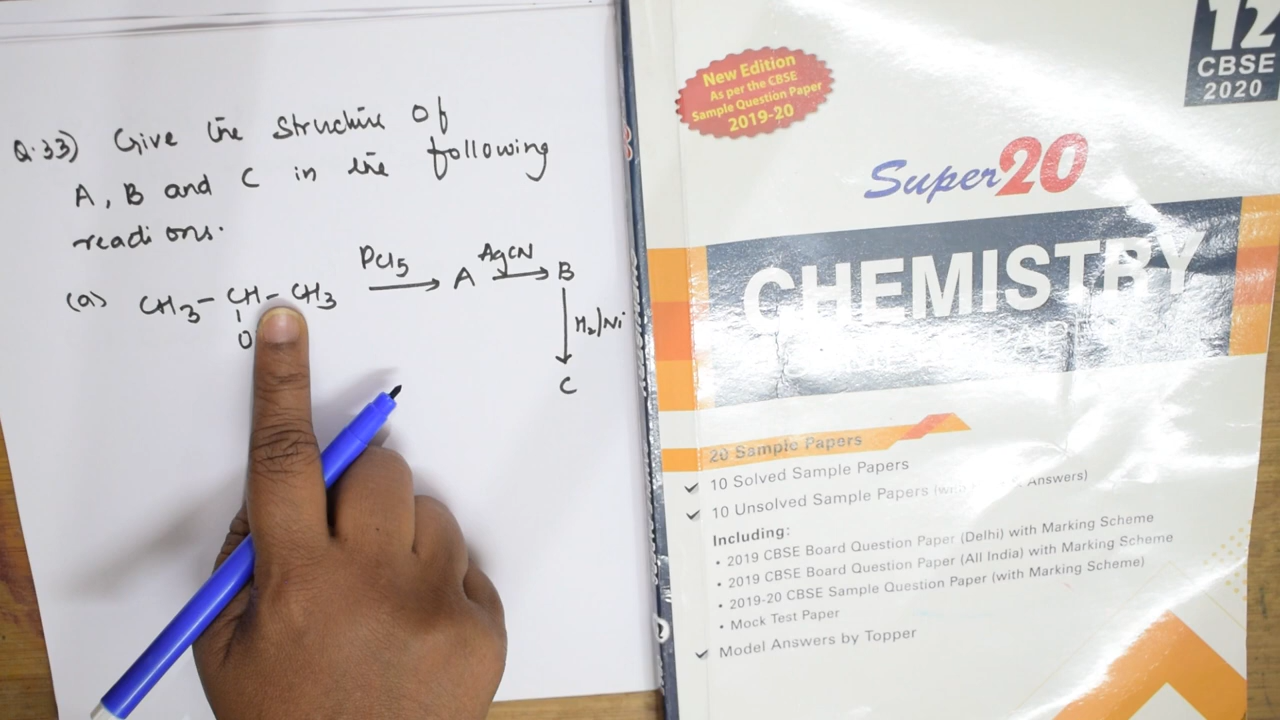 Q.33) Give the structure of
A, B and C in the following
reactions.
(a) CH3 - CH - CH3 PCl5 → A AgCN → B
O
H2/Ni
C
12
CBSE
2020
New Edition
As per the CBSE
Sample Question Paper
2019-20
Super20
CHEMISTRY
20 Sample Papers
10 Solved Sample Papers
10 Unsolved Sample Papers Answers)
Including:
• 2019 CBSE Board Question Paper (Delhi) with Marking Scheme
• 2019 CBSE Board Question Paper (All India) with Marking Scheme
• 2019-20 CBSE Sample Question Paper (with Marking Scheme)
• Mock Test Paper
Model Answers by Topper